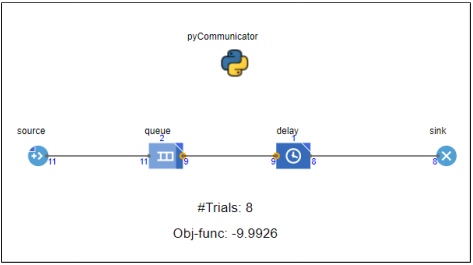 pyCommunicator
source queue delay sink
2 1
11 11 9 9 8 8
#Trials: 8
Obj-func: -9.9926